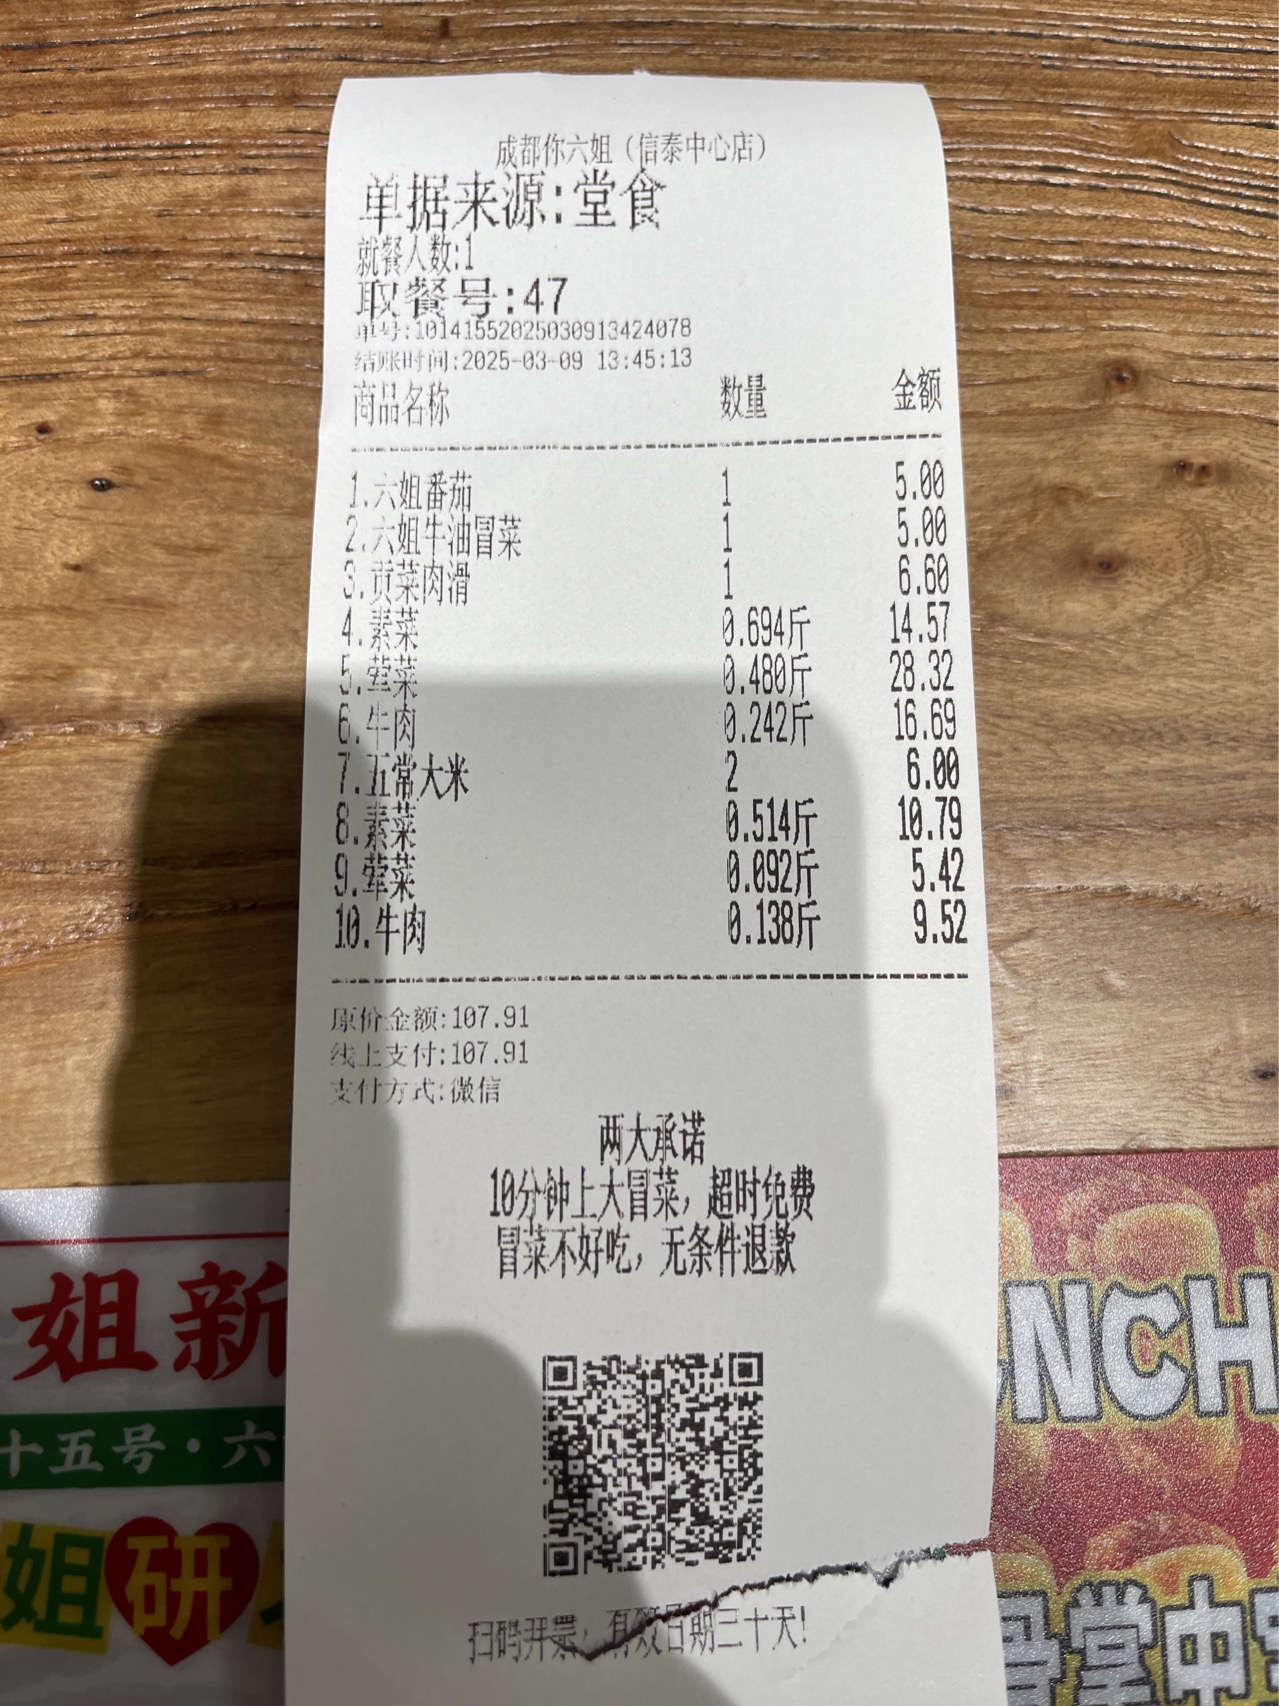 成都你六姐（信泰中心店）
单据来源:堂食
就餐人数:1
取餐号:47
单号:10141552025030913424078
结账时间:2025-03-09 13:45:13
商品名称 数量 金额
1.六姐番茄 1 5.00
2.六姐牛油冒菜 1 5.00
3.贡菜肉滑 1 6.60
4.素菜 0.694斤 14.57
5.荤菜 0.480斤 28.32
6.牛肉 0.242斤 16.69
7.五常大米 2 6.00
8.素菜 0.514斤 10.79
9.荤菜 0.092斤 5.42
10.牛肉 0.138斤 9.52
原价金额:107.91
线上支付:107.91
支付方式:微信
两大承诺
10分钟上大冒菜，超时免费
冒菜不好吃，无条件退款
扫码开票，有效日期三十天!
姐新
十五号·六
姐研
NCH
堂中